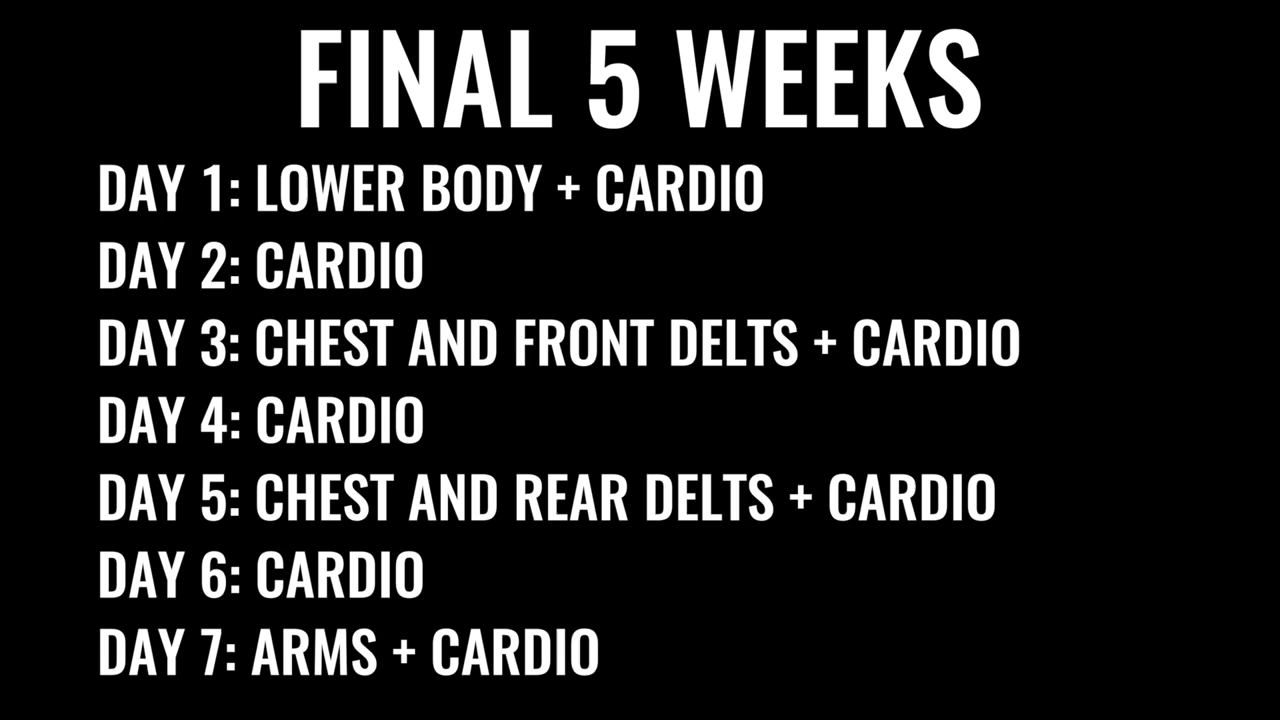 FINAL 5 WEEKS
DAY 1: LOWER BODY + CARDIO
DAY 2: CARDIO
DAY 3: CHEST AND FRONT DELTS + CARDIO
DAY 4: CARDIO
DAY 5: CHEST AND REAR DELTS + CARDIO
DAY 6: CARDIO
DAY 7: ARMS + CARDIO